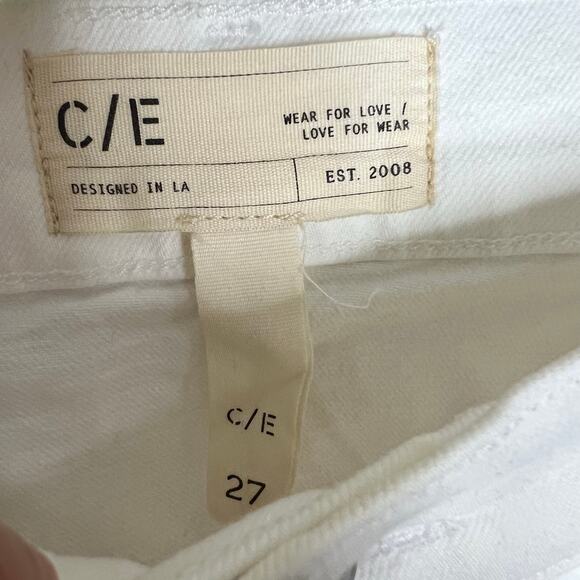 C/E
WEAR FOR LOVE /
LOVE FOR WEAR
DESIGNED IN LA
EST. 2008
C/E
27